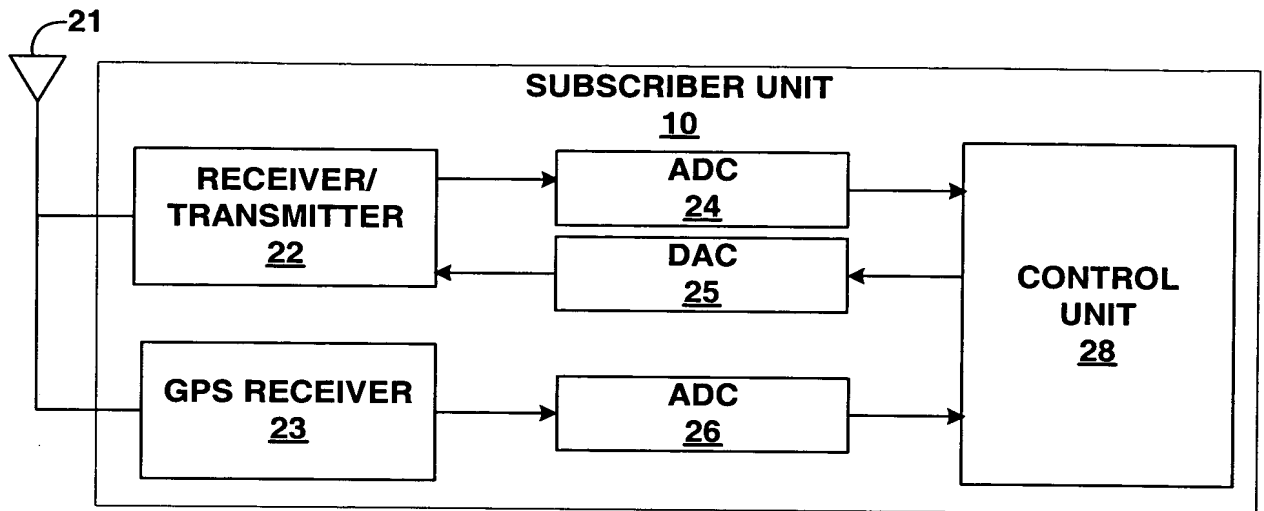 21
SUBSCRIBER UNIT
10
RECEIVER/
TRANSMITTER
22
ADC
24
DAC
25
CONTROL
UNIT
28
GPS RECEIVER
23
ADC
26